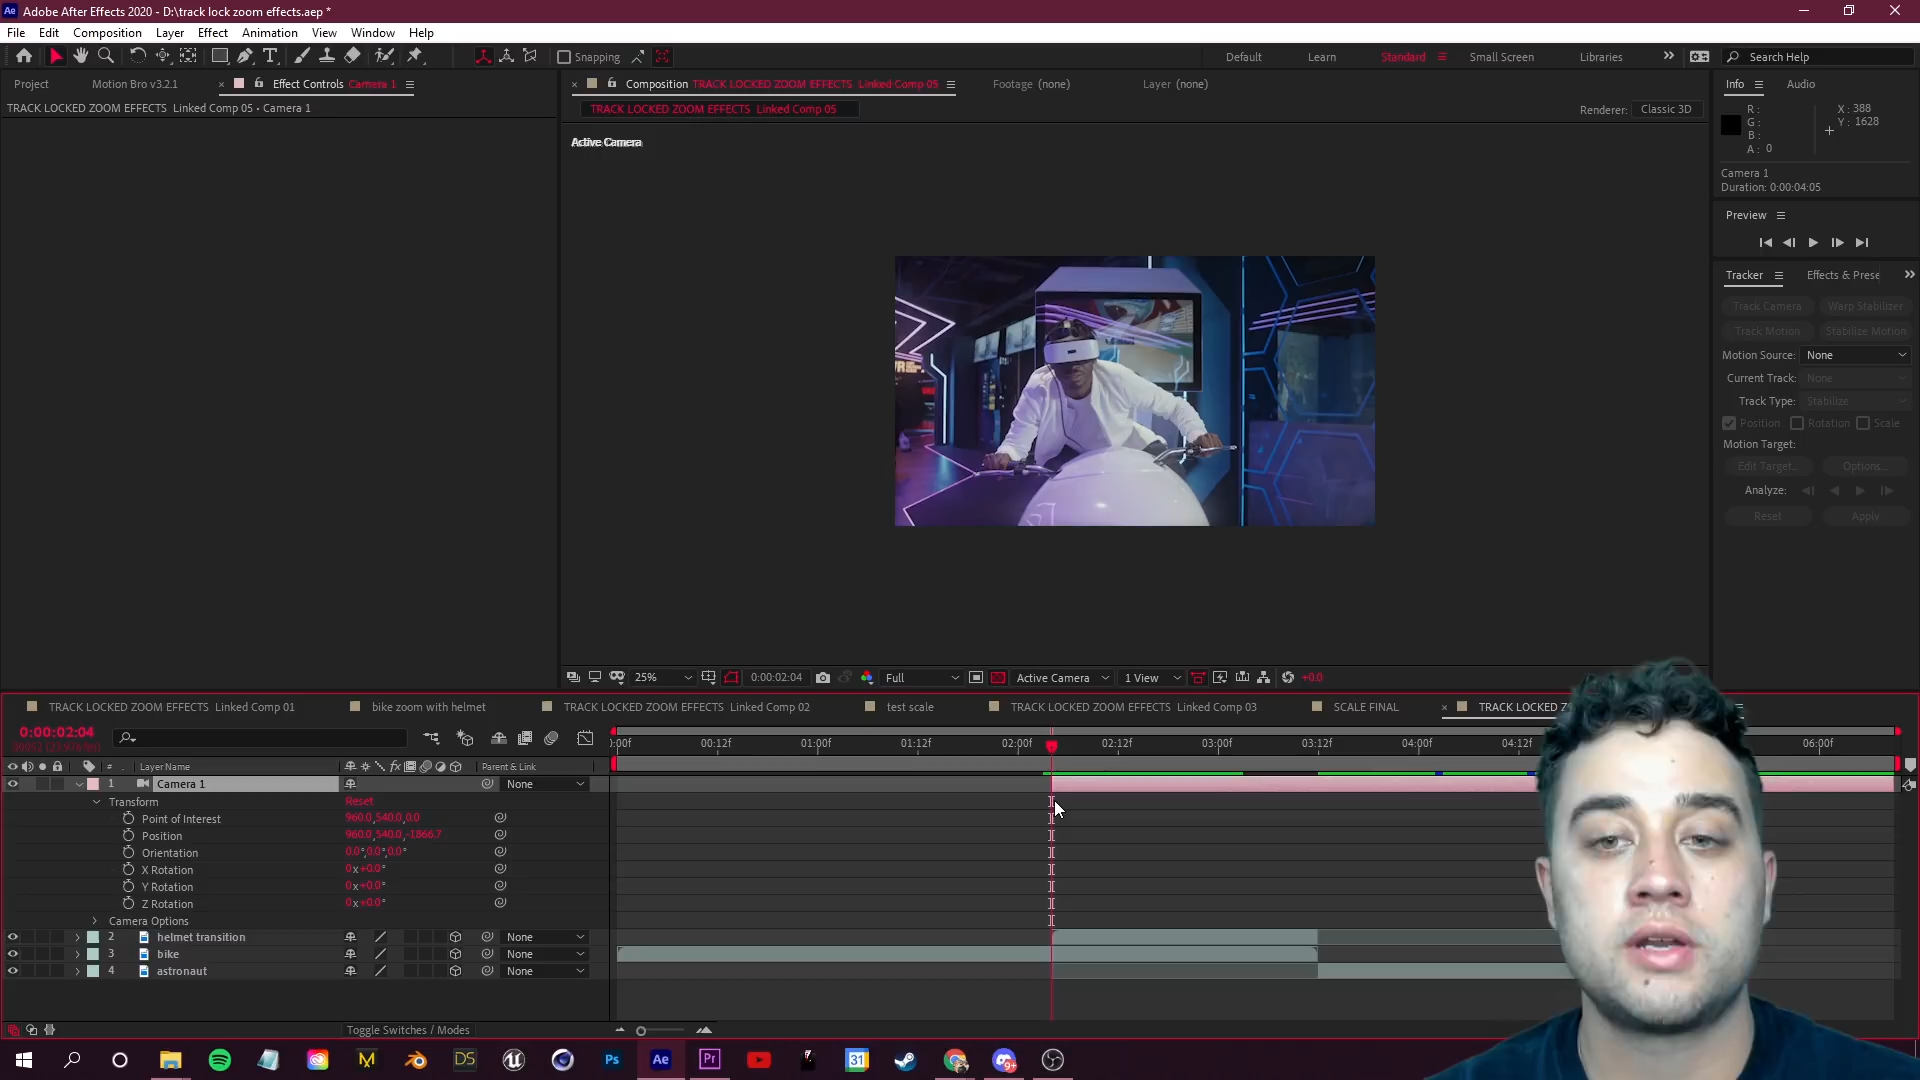 Adobe After Effects 2020 - D:\track lock zoom effects.aep *
File Edit Composition Layer Effect Animation View Window Help
Snapping Default Learn Standard Small Screen Libraries Search Help
Project Motion Bro v3.2.1 Effect Controls Camera 1 Composition TRACK LOCKED ZOOM EFFECTS Linked Comp 05 Footage (none) Layer (none) Info Audio
TRACK LOCKED ZOOM EFFECTS Linked Comp 05 • Camera 1
TRACK LOCKED ZOOM EFFECTS Linked Comp 05
Renderer: Classic 3D
Active Camera
R :
G :
B :
A : 0
X : 388
Y : 1628
Camera 1
Duration: 0:00:04:05
Preview
Tracker Effects & Prese
Track Camera Warp Stabilizer
Track Motion Stabilize Motion
Motion Source: None
Current Track: None
Track Type: Stabilize
Position Rotation Scale
Motion Target:
Edit Target... Options...
Analyze:
Reset Apply
25% 0:00:02:04 Full Active Camera 1 View +0.0
TRACK LOCKED ZOOM EFFECTS Linked Comp 01 bike zoom with helmet TRACK LOCKED ZOOM EFFECTS Linked Comp 02 test scale TRACK LOCKED ZOOM EFFECTS Linked Comp 03 SCALE FINAL TRACK LOCKED Z
0:00:02:04
:00f 00:12f 01:00f 01:12f 02:00f 02:12f 03:00f 03:12f 04:00f 04:12f 06:00f
# Layer Name Parent & Link
1 Camera 1 None
Transform Reset
Point of Interest 960.0,540.0,0.0
Position 960.0,540.0,-1866.7
Orientation 0.0°,0.0°,0.0°
X Rotation 0x+0.0°
Y Rotation 0x+0.0°
Z Rotation 0x+0.0°
Camera Options
2 helmet transition None
3 bike None
4 astronaut None
Toggle Switches / Modes
M DS Ps Ae Pr 31 9+